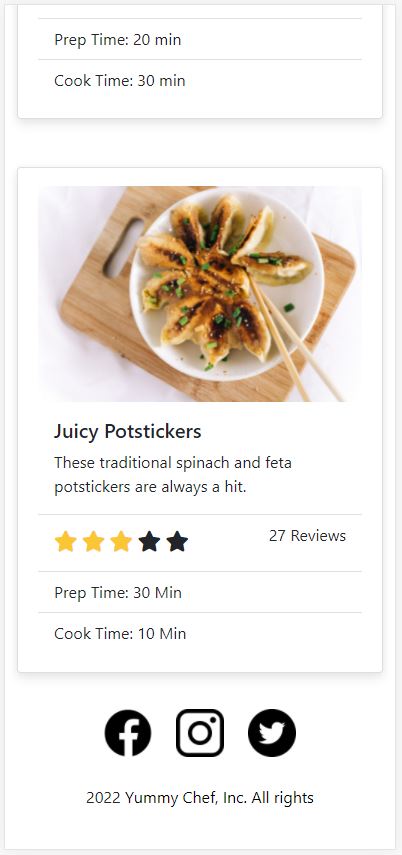 Prep Time: 20 min
Cook Time: 30 min
Juicy Potstickers
These traditional spinach and feta
potstickers are always a hit.
27 Reviews
Prep Time: 30 Min
Cook Time: 10 Min
2022 Yummy Chef, Inc. All rights